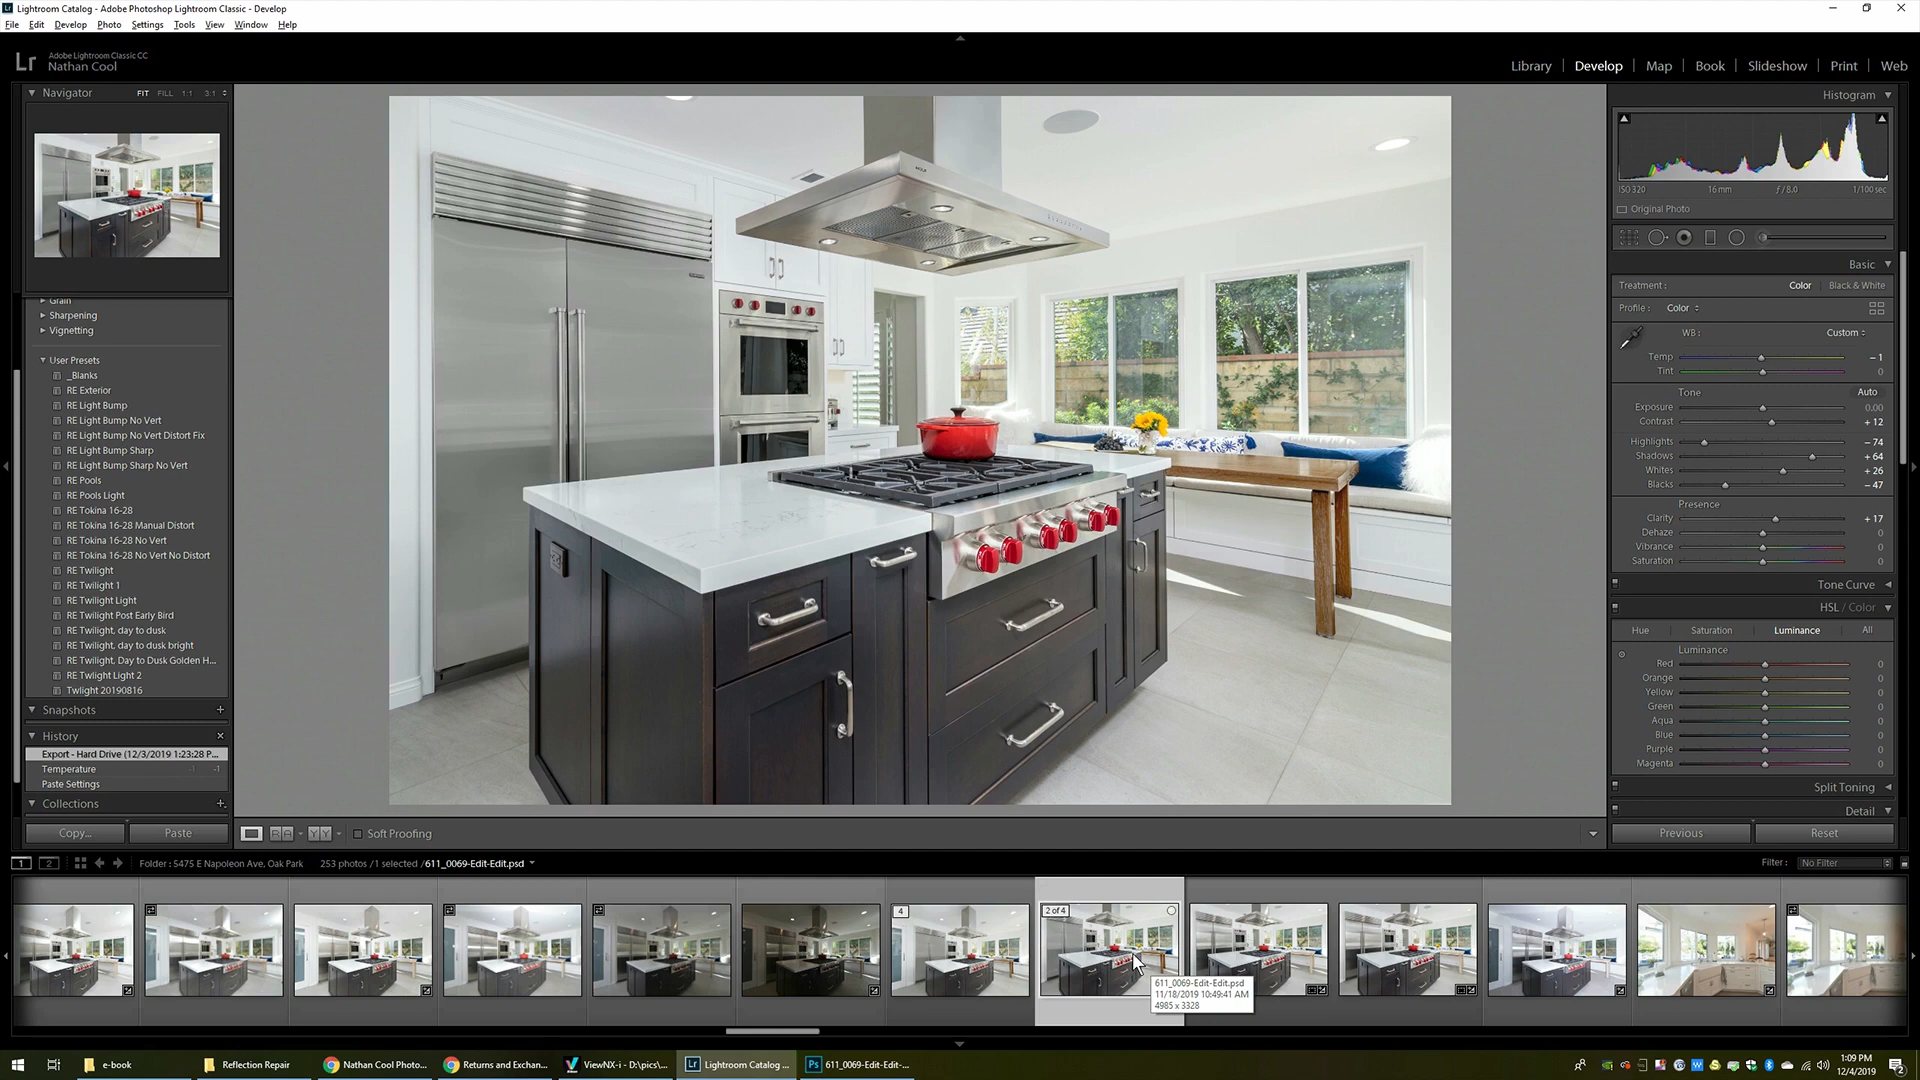 Lightroom Catalog - Adobe Photoshop Lightroom Classic - Develop
File Edit Develop Photo Settings Tools View Window Help
Lr Adobe Lightroom Classic CC
Nathan Cool
Library Develop Map Book Slideshow Print Web
Navigator FIT FILL 1:1 3:1
Grain
Sharpening
Vignetting
User Presets
_Blanks
RE Exterior
RE Light Bump
RE Light Bump No Vert
RE Light Bump No Vert Distort Fix
RE Light Bump Sharp
RE Light Bump Sharp No Vert
RE Pools
RE Pools Light
RE Tokina 16-28
RE Tokina 16-28 Manual Distort
RE Tokina 16-28 No Vert
RE Tokina 16-28 No Vert No Distort
RE Twilight
RE Twilight 1
RE Twilight Light
RE Twilight Post Early Bird
RE Twilight, day to dusk
RE Twilight, day to dusk bright
RE Twilight, Day to Dusk Golden H...
RE Twilight Light 2
Twlight 20190816
Snapshots +
History ×
Export - Hard Drive (12/3/2019 1:23:28 P...
Temperature -1 -1
Paste Settings
Collections +
Copy... Paste
WOLF
Histogram
ISO 320 16 mm ƒ / 8.0 1/100 sec
Original Photo
Basic
Treatment : Color Black & White
Profile : Color
WB : Custom
Temp - 1
Tint 0
Tone Auto
Exposure 0.00
Contrast + 12
Highlights - 74
Shadows + 64
Whites + 26
Blacks - 47
Presence
Clarity + 17
Dehaze 0
Vibrance 0
Saturation 0
Tone Curve
HSL / Color
Hue Saturation Luminance All
Luminance
Red 0
Orange 0
Yellow 0
Green 0
Aqua 0
Blue 0
Purple 0
Magenta 0
Split Toning
Detail
Previous Reset
R A Y Y Soft Proofing
1 2 Folder : 5475 E Napoleon Ave, Oak Park 253 photos / 1 selected / 611_0069-Edit-Edit.psd Filter : No Filter
4
2 of 4
611_0069-Edit-Edit.psd
11/18/2019 10:49:41 AM
4985 x 3328
e-book Reflection Repair Nathan Cool Photo... Returns and Exchan... ViewNX-i - D:\pics\... Lr Lightroom Catalog ... Ps 611_0069-Edit-Edit-...
1:09 PM
12/4/2019
2